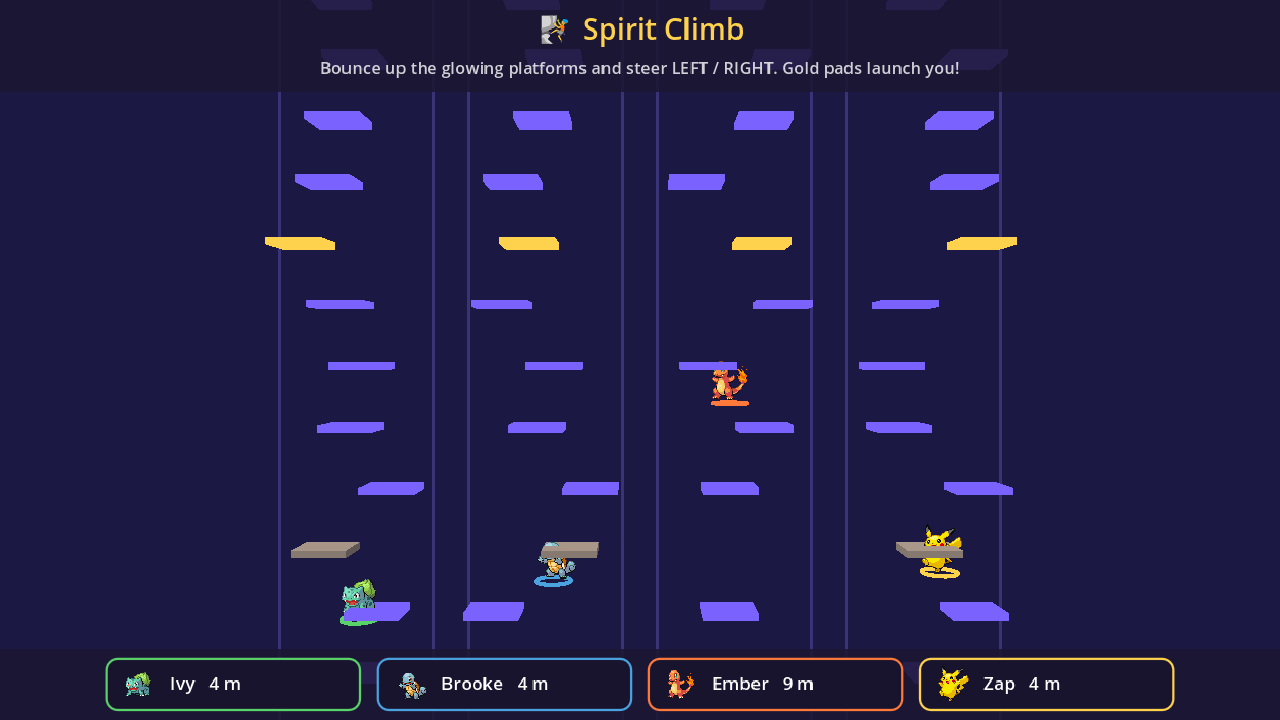 Spirit Climb
Bounce up the glowing platforms and steer LEFT / RIGHT. Gold pads launch you!
Ivy 4 m
Brooke 4 m
Ember 9 m
Zap 4 m